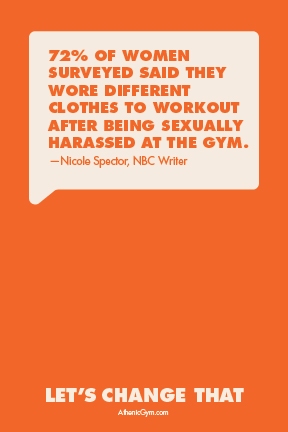 72% OF WOMEN
SURVEYED SAID THEY
WORE DIFFERENT
CLOTHES TO WORKOUT
AFTER BEING SEXUALLY
HARASSED AT THE GYM.
—Nicole Spector, NBC Writer
LET'S CHANGE THAT
AthenicGym.com